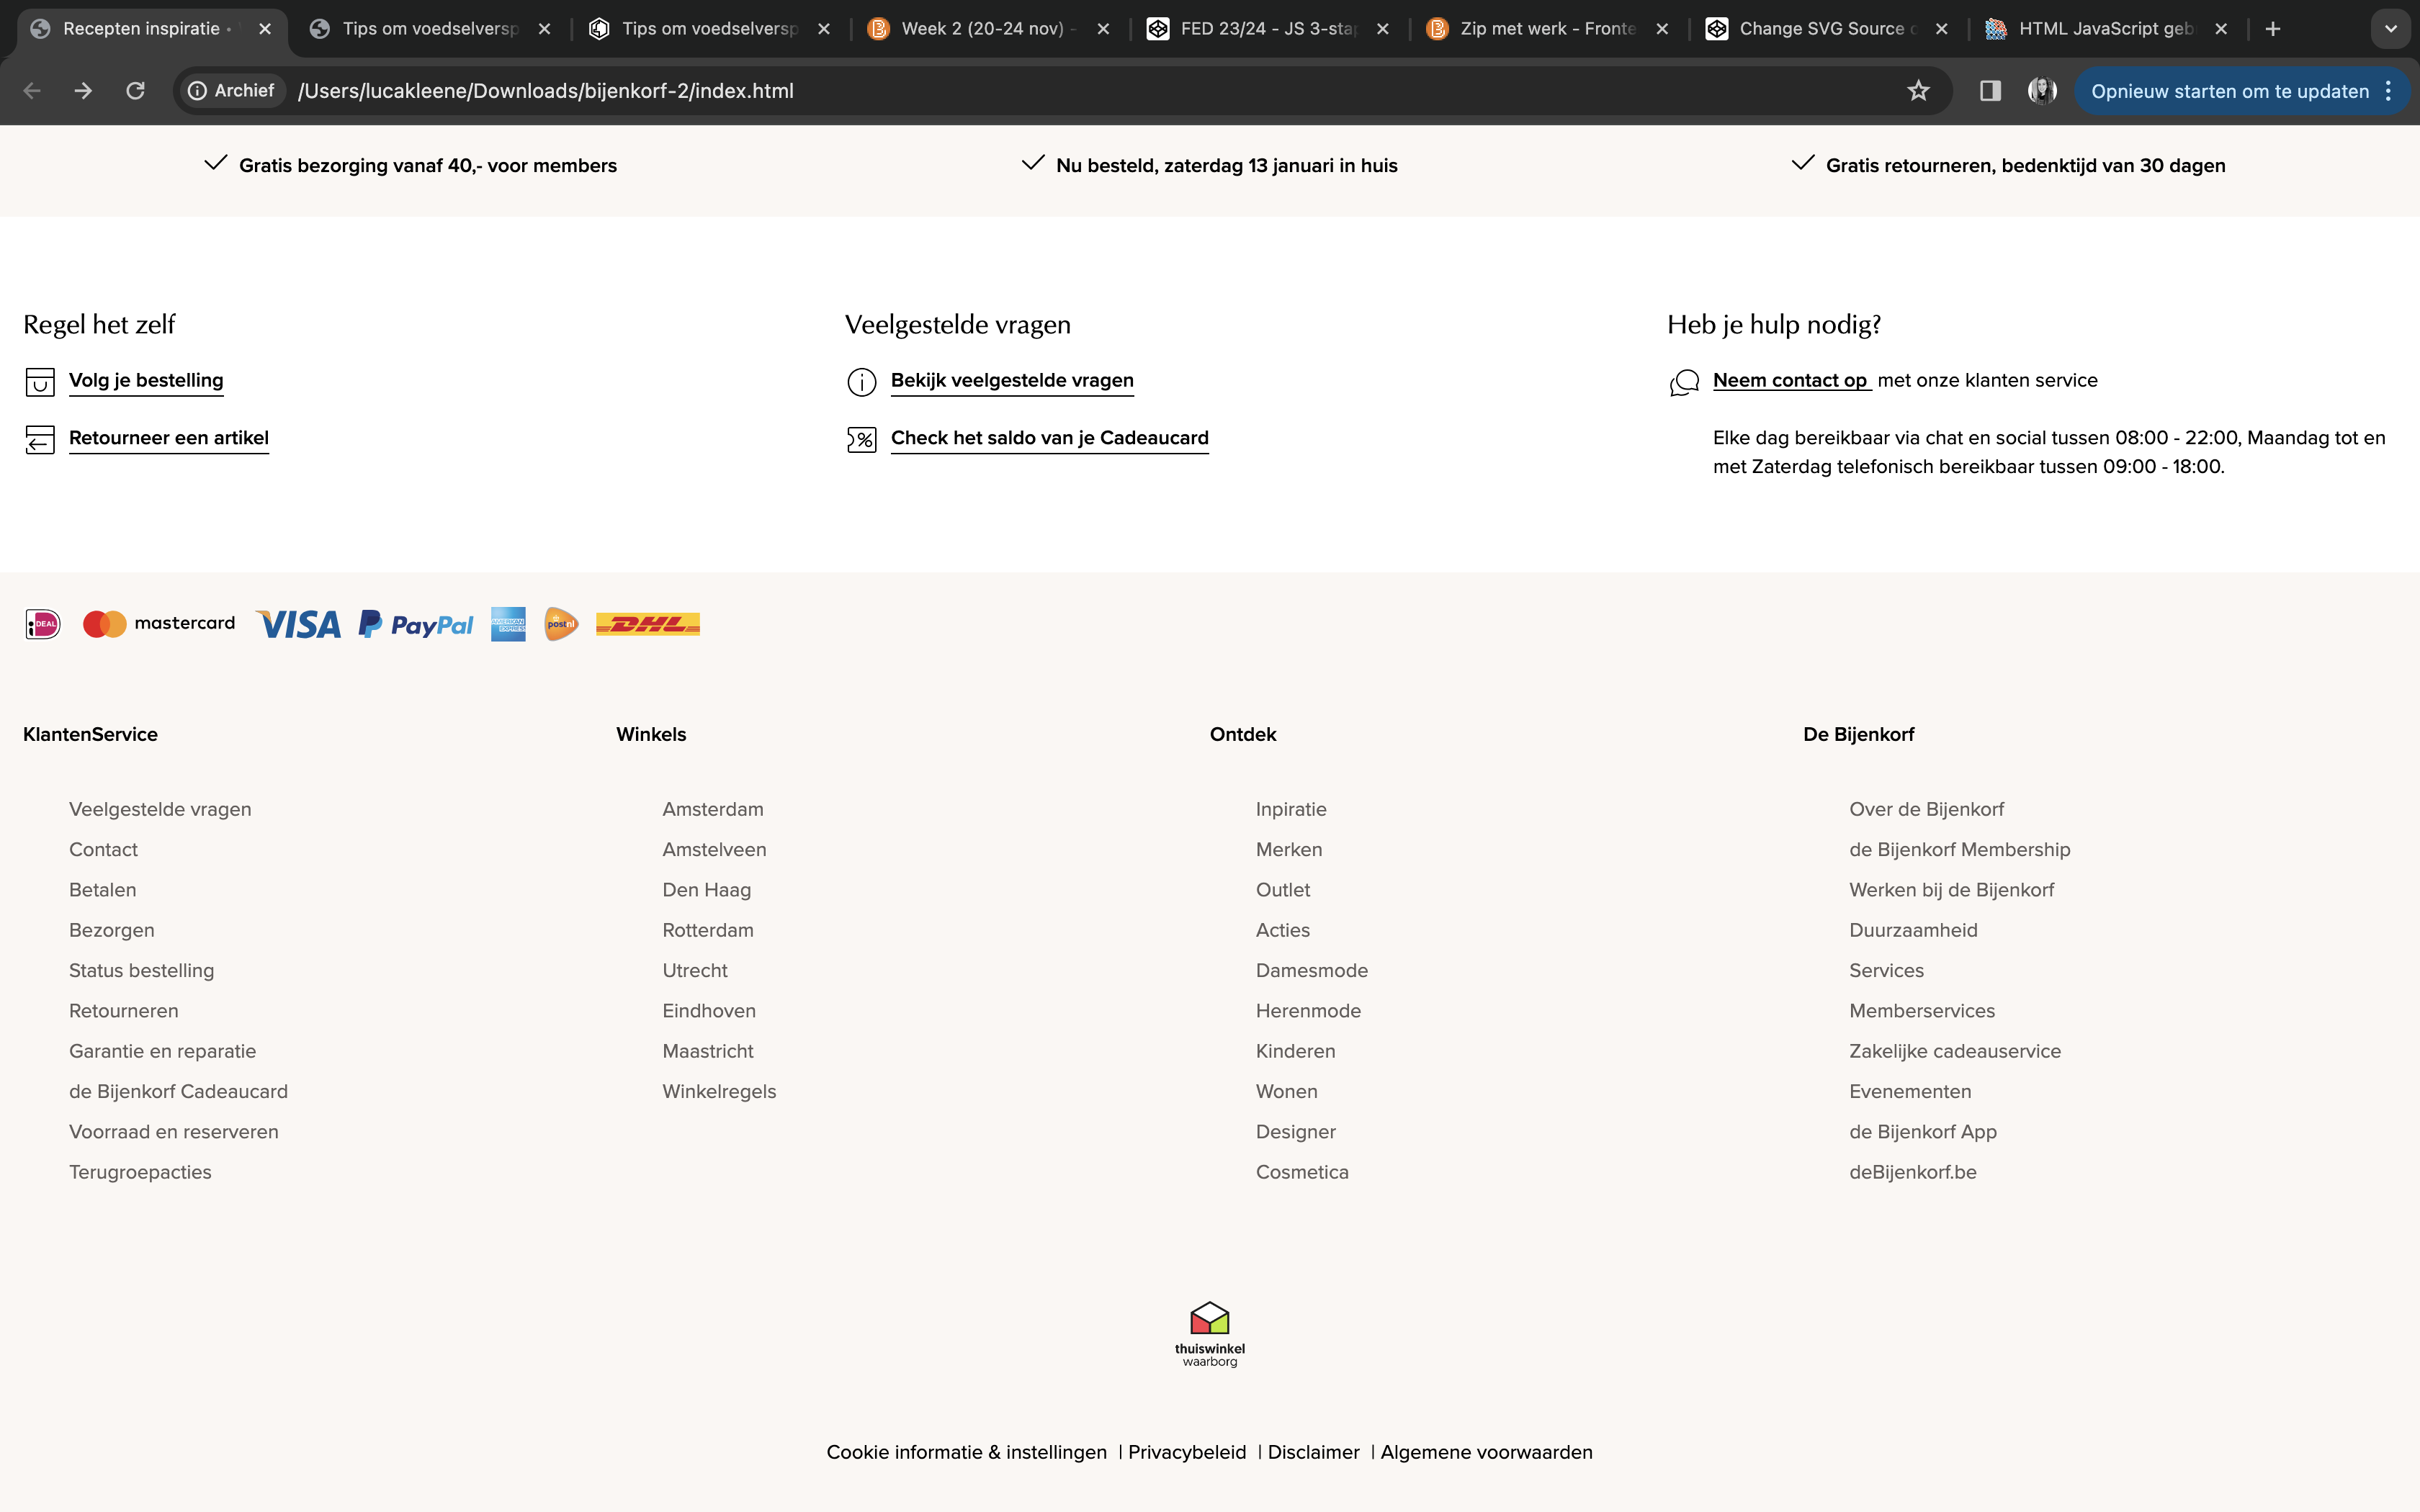 Recepten inspiratie •
Tips om voedselversp
Tips om voedselversp
Week 2 (20-24 nov) -
FED 23/24 - JS 3-stap
Zip met werk - Fronte
Change SVG Source
HTML JavaScript geb
Archief
/Users/lucakleene/Downloads/bijenkorf-2/index.html
Opnieuw starten om te updaten
Gratis bezorging vanaf 40,- voor members
Nu besteld, zaterdag 13 januari in huis
Gratis retourneren, bedenktijd van 30 dagen
Regel het zelf
Volg je bestelling
Retourneer een artikel
Veelgestelde vragen
Bekijk veelgestelde vragen
Check het saldo van je Cadeaucard
Heb je hulp nodig?
Neem contact op met onze klanten service
Elke dag bereikbaar via chat en social tussen 08:00 - 22:00, Maandag tot en
met Zaterdag telefonisch bereikbaar tussen 09:00 - 18:00.
iDEAL
mastercard
VISA
PayPal
AMERICAN
EXPRESS
postnl
DHL
KlantenService
Veelgestelde vragen
Contact
Betalen
Bezorgen
Status bestelling
Retourneren
Garantie en reparatie
de Bijenkorf Cadeaucard
Voorraad en reserveren
Terugroepacties
Winkels
Amsterdam
Amstelveen
Den Haag
Rotterdam
Utrecht
Eindhoven
Maastricht
Winkelregels
Ontdek
Inpiratie
Merken
Outlet
Acties
Damesmode
Herenmode
Kinderen
Wonen
Designer
Cosmetica
De Bijenkorf
Over de Bijenkorf
de Bijenkorf Membership
Werken bij de Bijenkorf
Duurzaamheid
Services
Memberservices
Zakelijke cadeauservice
Evenementen
de Bijenkorf App
deBijenkorf.be
thuiswinkel
waarborg
Cookie informatie & instellingen | Privacybeleid | Disclaimer | Algemene voorwaarden